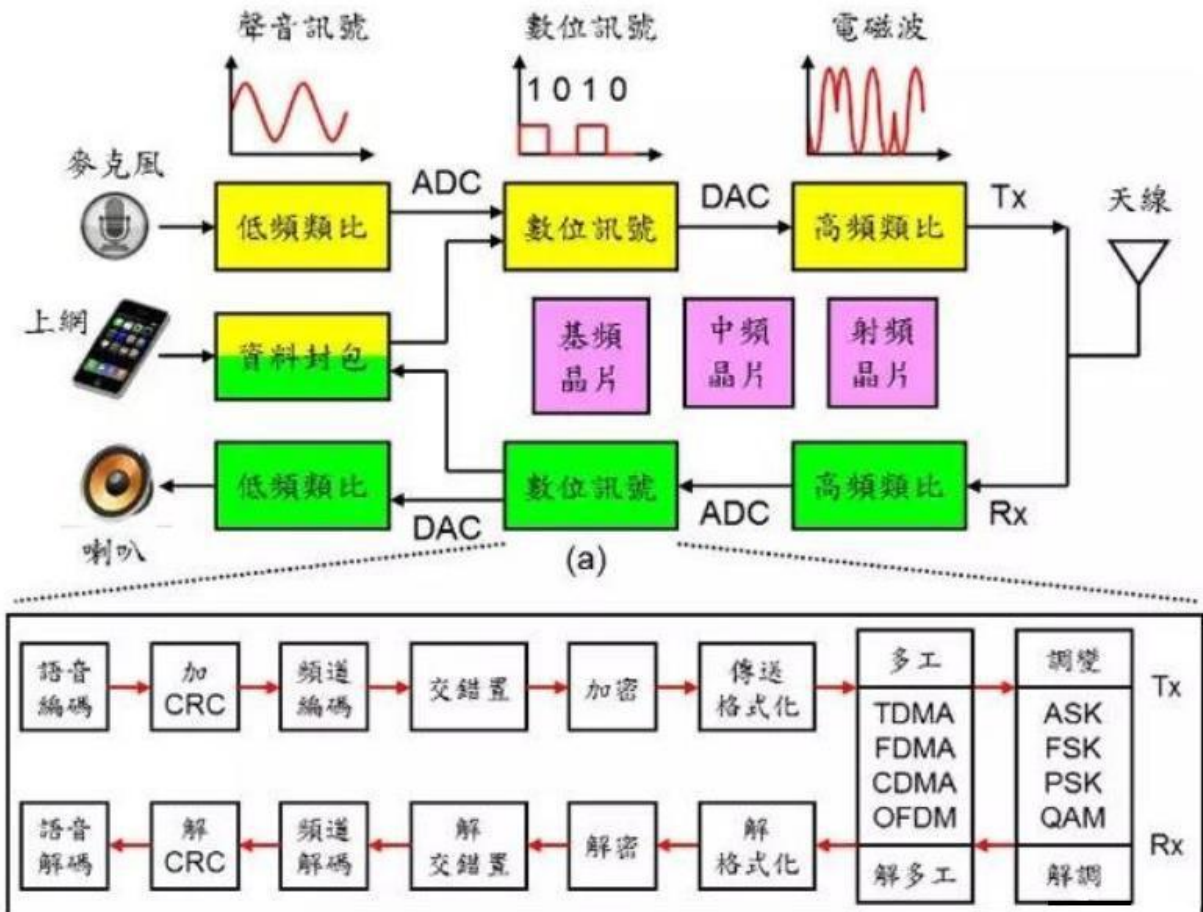 聲音訊號
數位訊號
電磁波
1 0 1 0
麥克風
ADC
DAC
Tx
天線
低頻類比
數位訊號
高頻類比
上網
資料封包
基頻
晶片
中頻
晶片
射頻
晶片
低頻類比
數位訊號
高頻類比
喇叭
DAC
ADC
Rx
(a)
語音
編碼
加
CRC
頻道
編碼
交錯置
加密
傳送
格式化
多工
調變
Tx
TDMA
FDMA
CDMA
OFDM
ASK
FSK
PSK
QAM
語音
解碼
解
CRC
頻道
解碼
解
交錯置
解密
解
格式化
解多工
解調
Rx